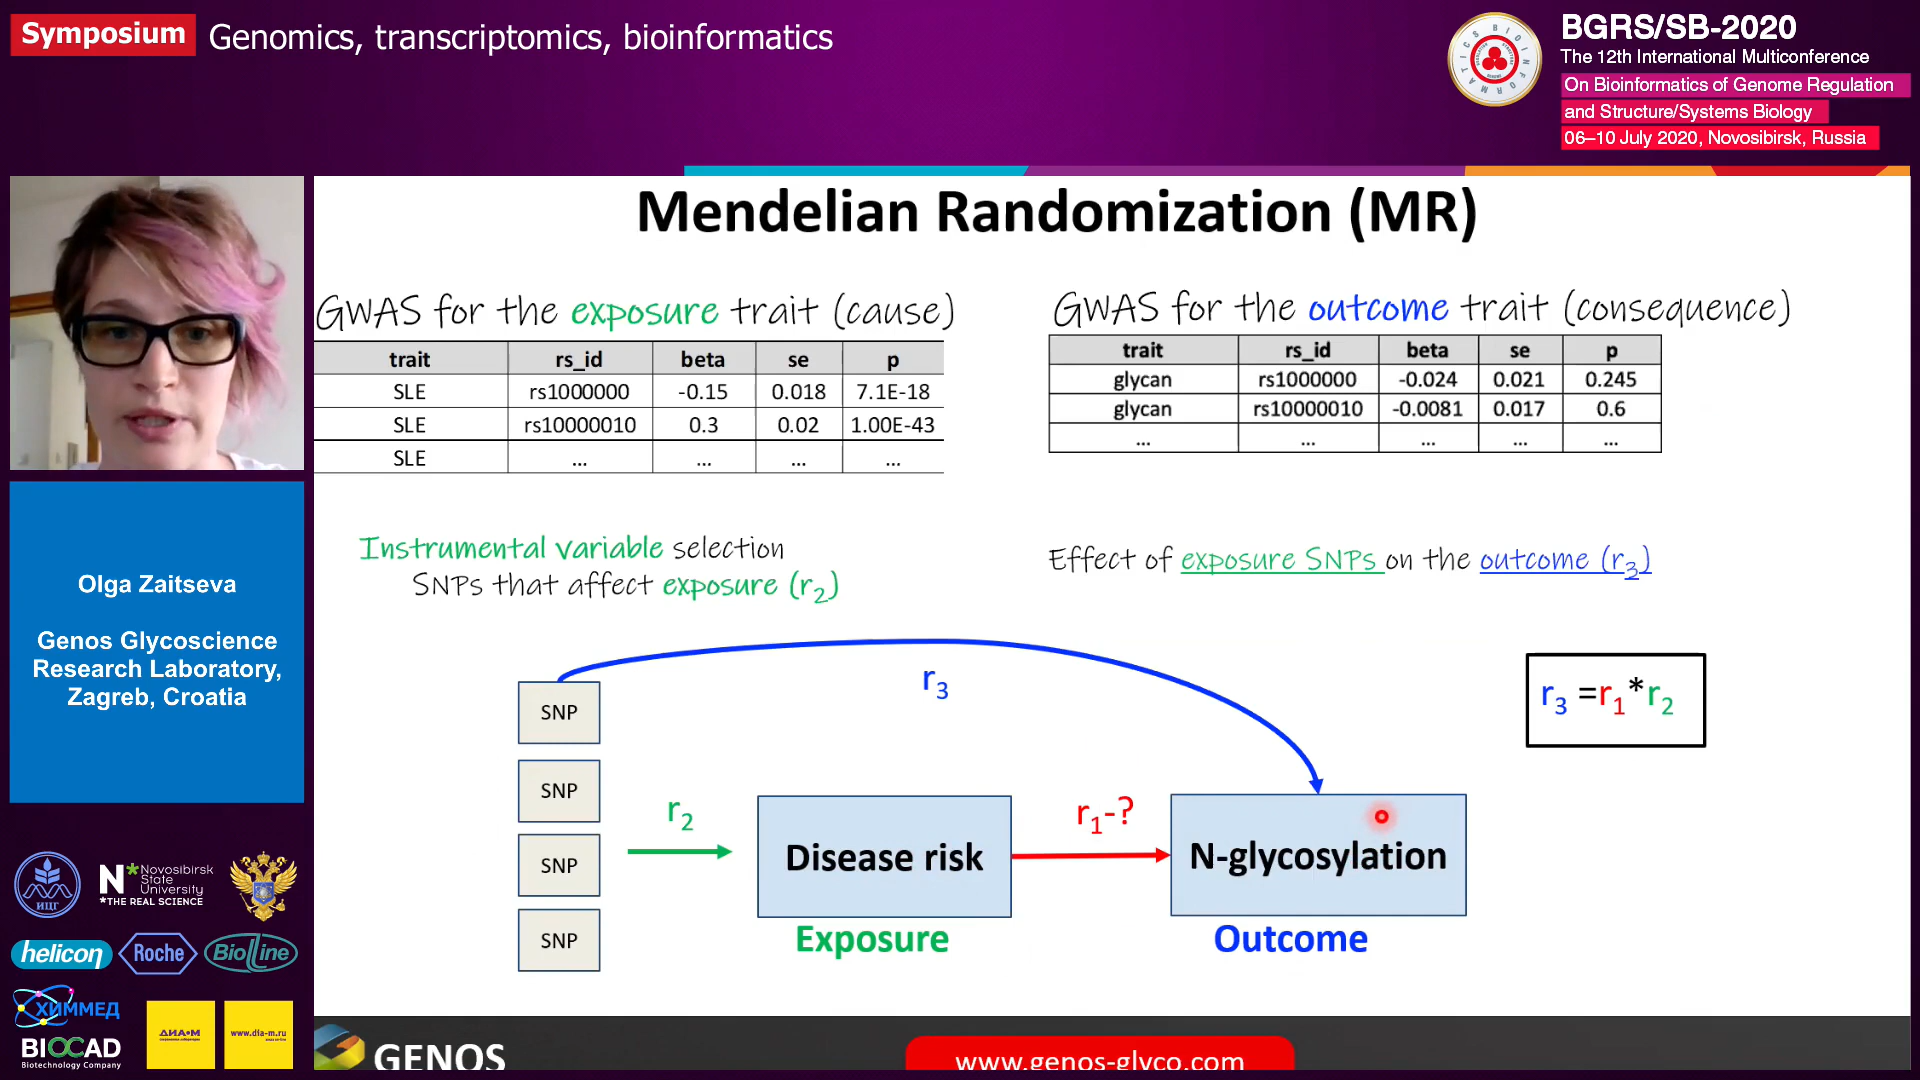 Symposium Genomics, transcriptomics, bioinformatics
BGRS/SB-2020
The 12th International Multiconference
On Bioinformatics of Genome Regulation
and Structure/Systems Biology
06–10 July 2020, Novosibirsk, Russia
Mendelian Randomization (MR)
GWAS for the exposure trait (cause)
trait rs_id beta se p
SLE rs1000000 -0.15 0.018 7.1E-18
SLE rs10000010 0.3 0.02 1.00E-43
SLE ... ... ... ...
GWAS for the outcome trait (consequence)
trait rs_id beta se p
glycan rs1000000 -0.024 0.021 0.245
glycan rs10000010 -0.0081 0.017 0.6
... ... ... ... ...
Instrumental variable selection
SNPs that affect exposure (r2)
Effect of exposure SNPs on the outcome (r3)
r3
r3 =r1*r2
SNP
SNP
SNP
SNP
r2
Disease risk
Exposure
r1-?
N-glycosylation
Outcome
Olga Zaitseva
Genos Glycoscience
Research Laboratory,
Zagreb, Croatia
ИЦГ
N* Novosibirsk
State
University
*THE REAL SCIENCE
helicon
Roche
BioLine
ХИММЕД
BIOCAD
Biotechnology Company
ДИА•М
www.dia-m.ru
GENOS
www.genos-glyco.com